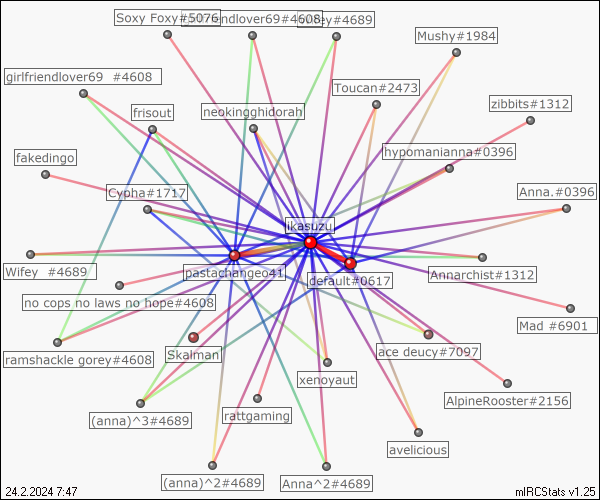 Soxy Foxy#5076
girlfriendlover69#4608
#4689
Mushy#1984
girlfriendlover69  #4608
Toucan#2473
frisout
neokingghidorah
zibbits#1312
fakedingo
hypomanianna#0396
Cypha#1717
Anna.#0396
ikasuzu
Wifey  #4689
pastachangeo41
default#0617
Annarchist#1312
no cops no laws no hope#4608
Mad #6901
ramshackle gorey#4608
Skalman
ace deucy#7097
xenoyaut
AlpineRooster#2156
(anna)^3#4689
rattgaming
avelicious
(anna)^2#4689
Anna^2#4689
24.2.2024 7:47
mIRCStats v1.25